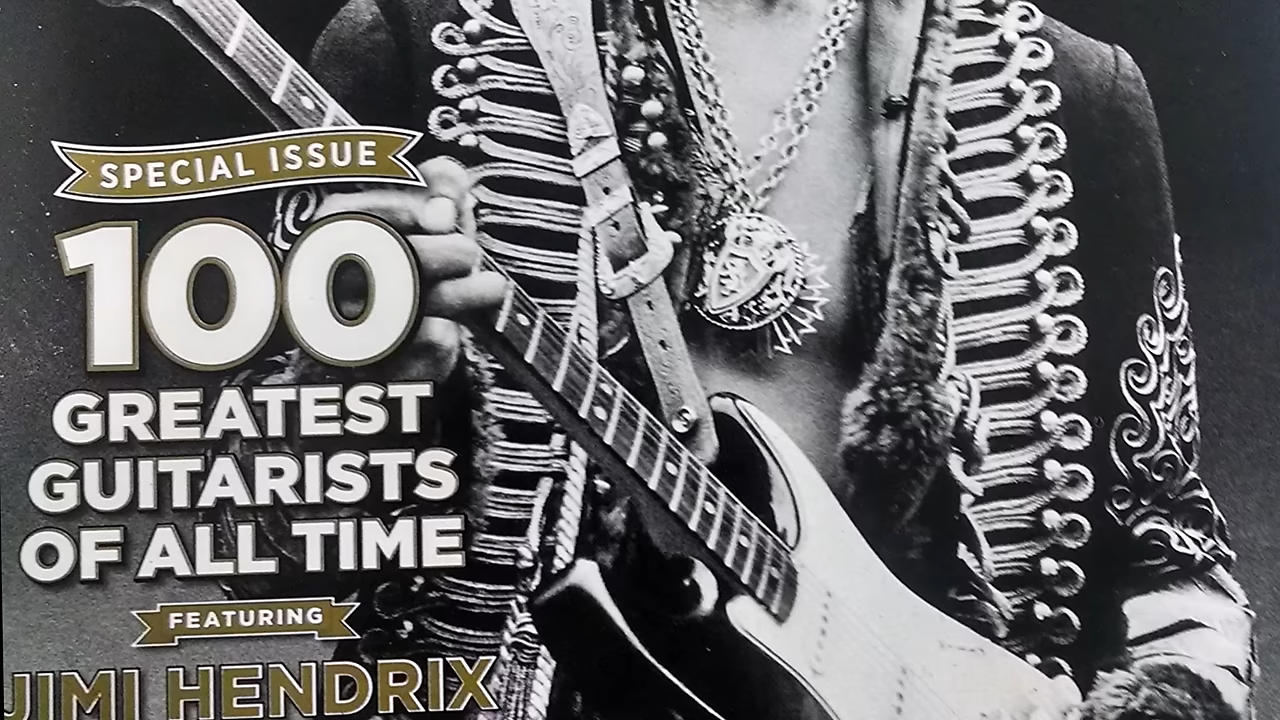 SPECIAL ISSUE
100
GREATEST
GUITARISTS
OF ALL TIME
FEATURING
JIMI HENDRIX